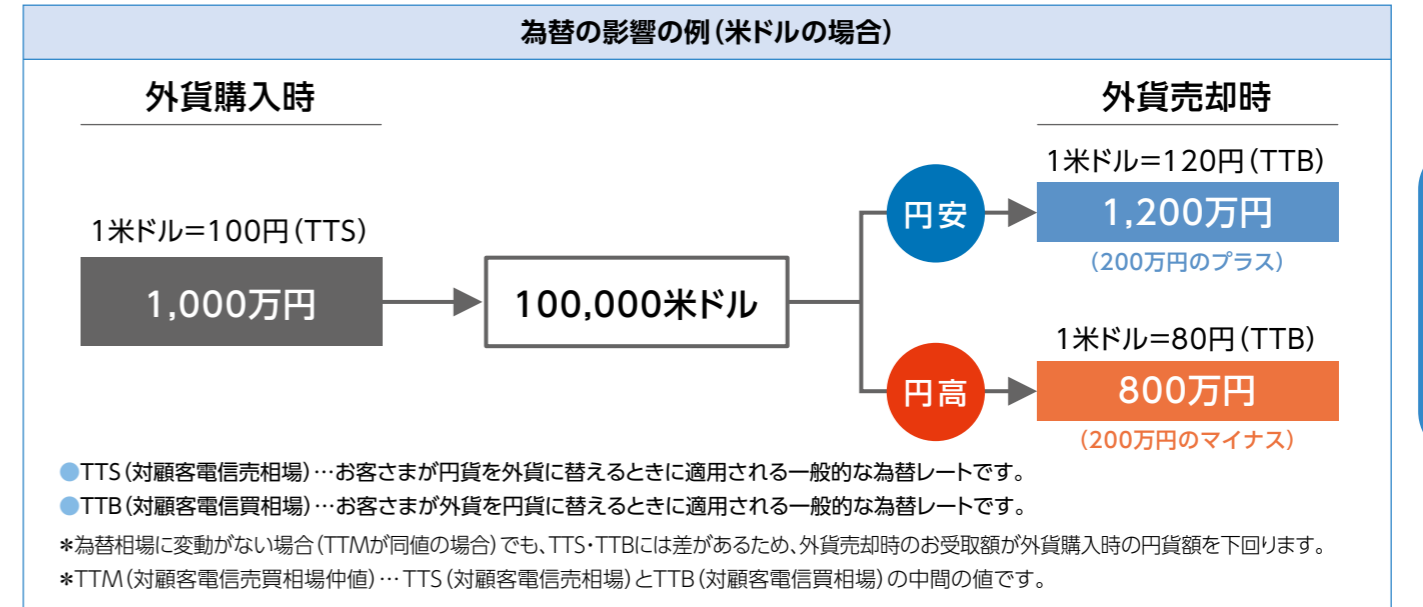 為替の影響の例(米ドルの場合)
外貨購入時
1米ドル=100円(TTS)
1,000万円
100,000米ドル
円安
円高
外貨売却時
1米ドル=120円(TTB)
1,200万円
(200万円のプラス)
1米ドル=80円(TTB)
800万円
(200万円のマイナス)
●TTS(対顧客電信売相場)…お客さまが円貨を外貨に替えるときに適用される一般的な為替レートです。
●TTB(対顧客電信買相場)…お客さまが外貨を円貨に替えるときに適用される一般的な為替レートです。
*為替相場に変動がない場合(TTMが同値の場合)でも、TTS・TTBには差があるため、外貨売却時のお受取額が外貨購入時の円貨額を下回ります。
*TTM(対顧客電信売買相場仲値)…TTS(対顧客電信売相場)とTTB(対顧客電信買相場)の中間の値です。